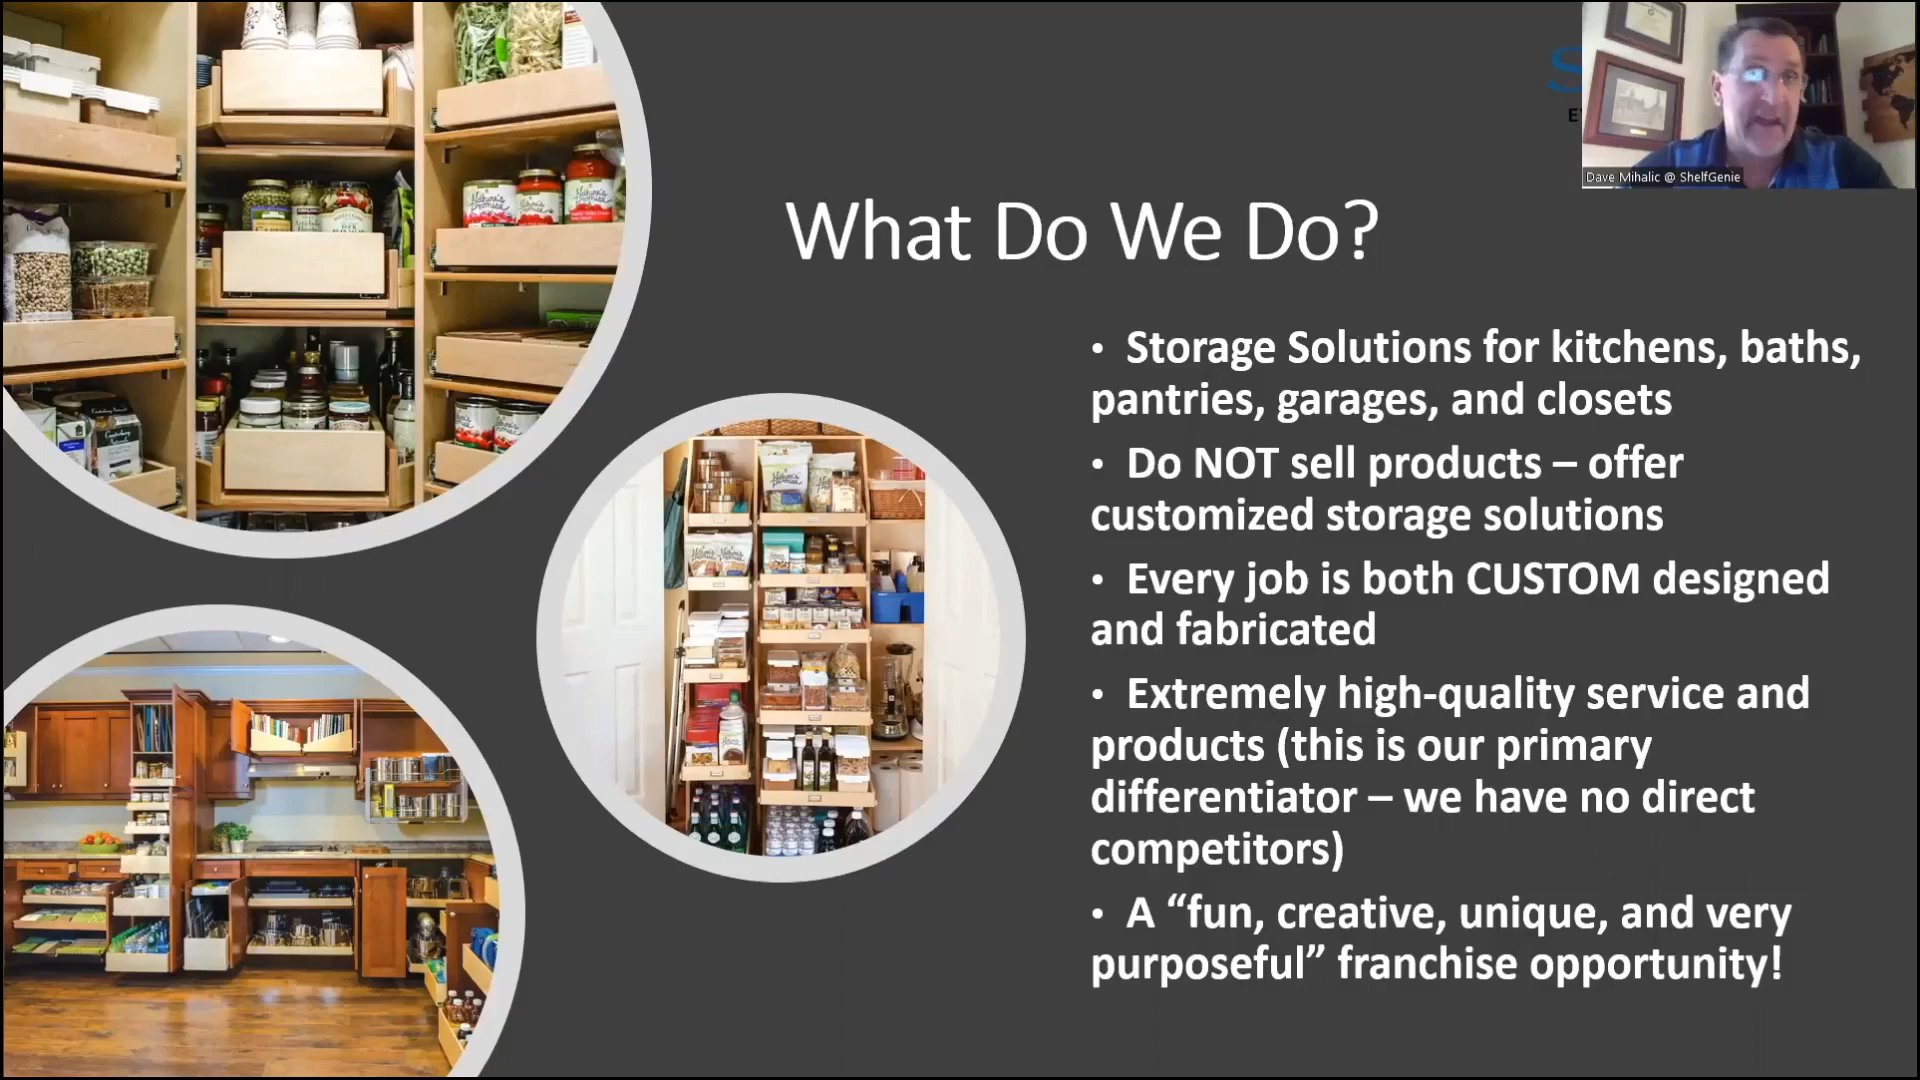 What Do We Do?
Dave Mihalic @ ShelfGenie
• Storage Solutions for kitchens, baths,
pantries, garages, and closets
• Do NOT sell products – offer
customized storage solutions
• Every job is both CUSTOM designed
and fabricated
• Extremely high-quality service and
products (this is our primary
differentiator – we have no direct
competitors)
• A “fun, creative, unique, and very
purposeful” franchise opportunity!